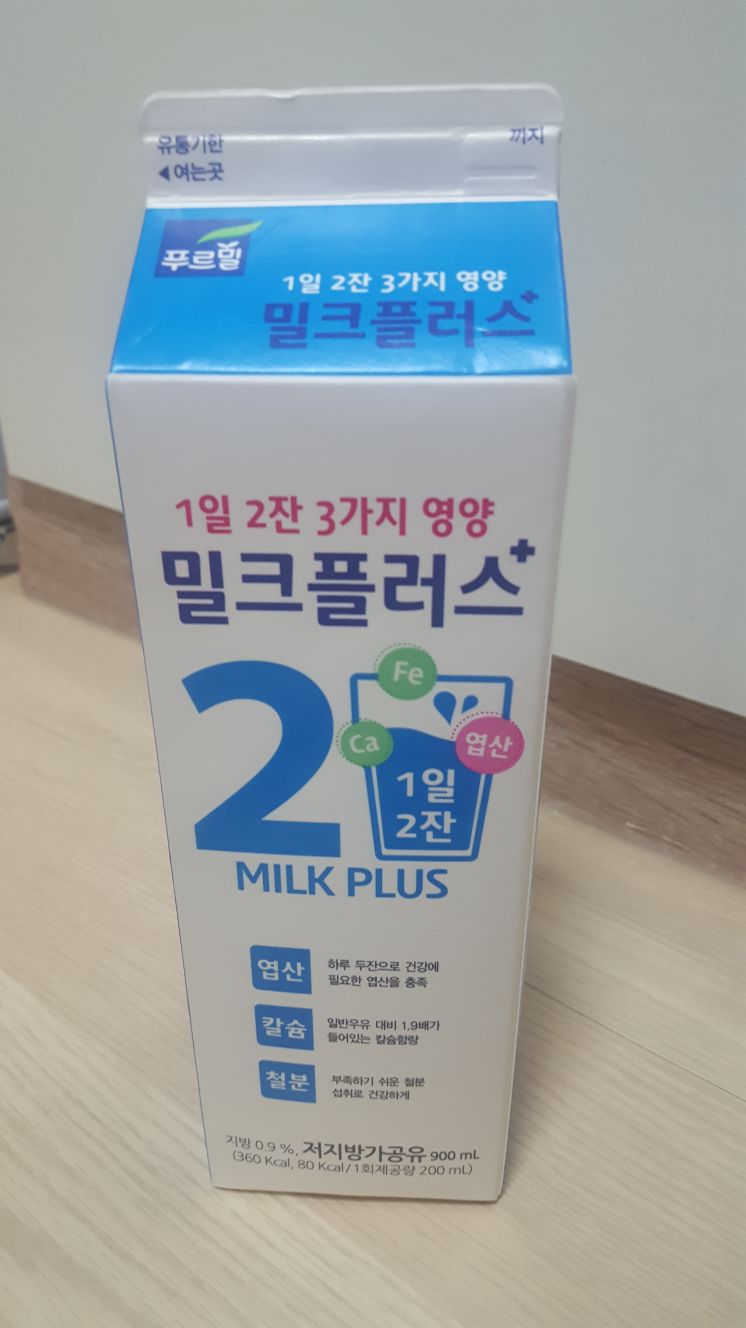 유통기한
까지
◀여는곳
푸르밀
1일 2잔 3가지 영양
밀크플러스+
1일 2잔 3가지 영양
밀크플러스+
2
Fe
Ca
엽산
1일
2잔
MILK PLUS
엽산
하루 두잔으로 건강에
필요한 엽산을 충족
칼슘
일반우유 대비 1.9배가
들어있는 칼슘함량
철분
부족하기 쉬운 철분
섭취로 건강하게
지방 0.9 %, 저지방가공유 900 mL
(360 Kcal, 80 Kcal/1회제공량 200 mL)